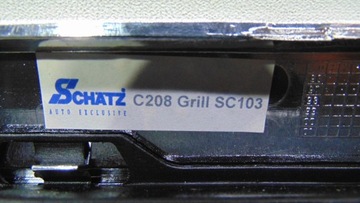 SCHATZ C208 Grill SC103
AUTO EXCLUSIVE